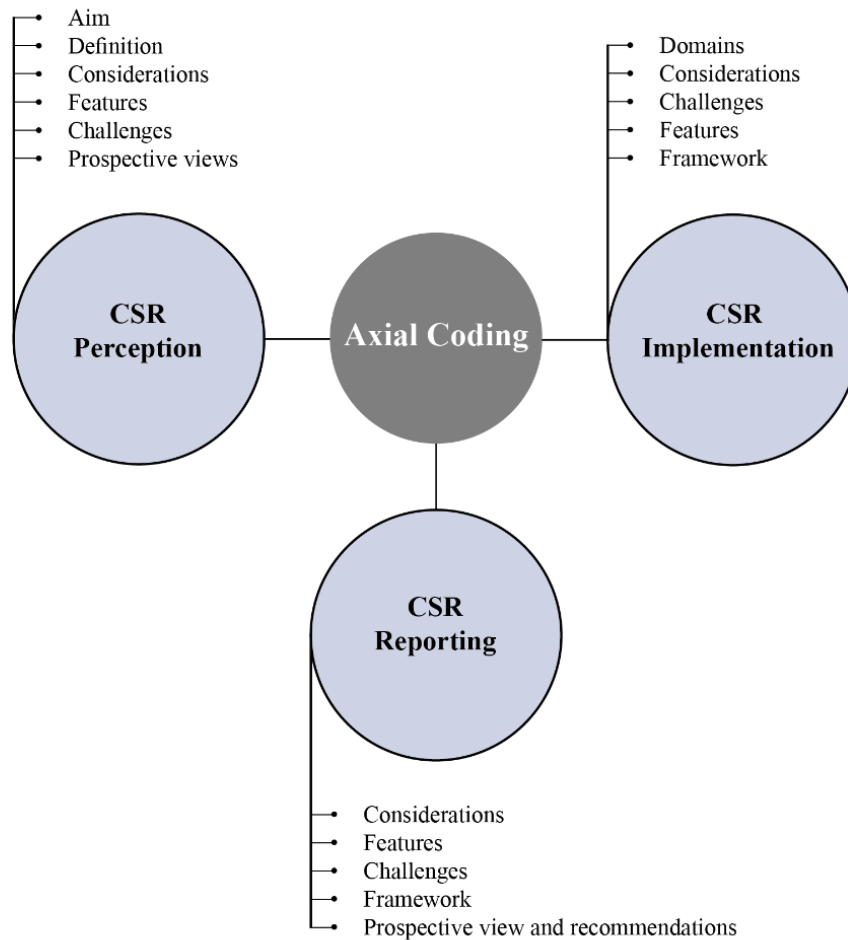 Aim
Definition
Considerations
Features
Challenges
Prospective views
CSR
Perception
Axial Coding
Domains
Considerations
Challenges
Features
Framework
CSR
Implementation
CSR
Reporting
Considerations
Features
Challenges
Framework
Prospective view and recommendations